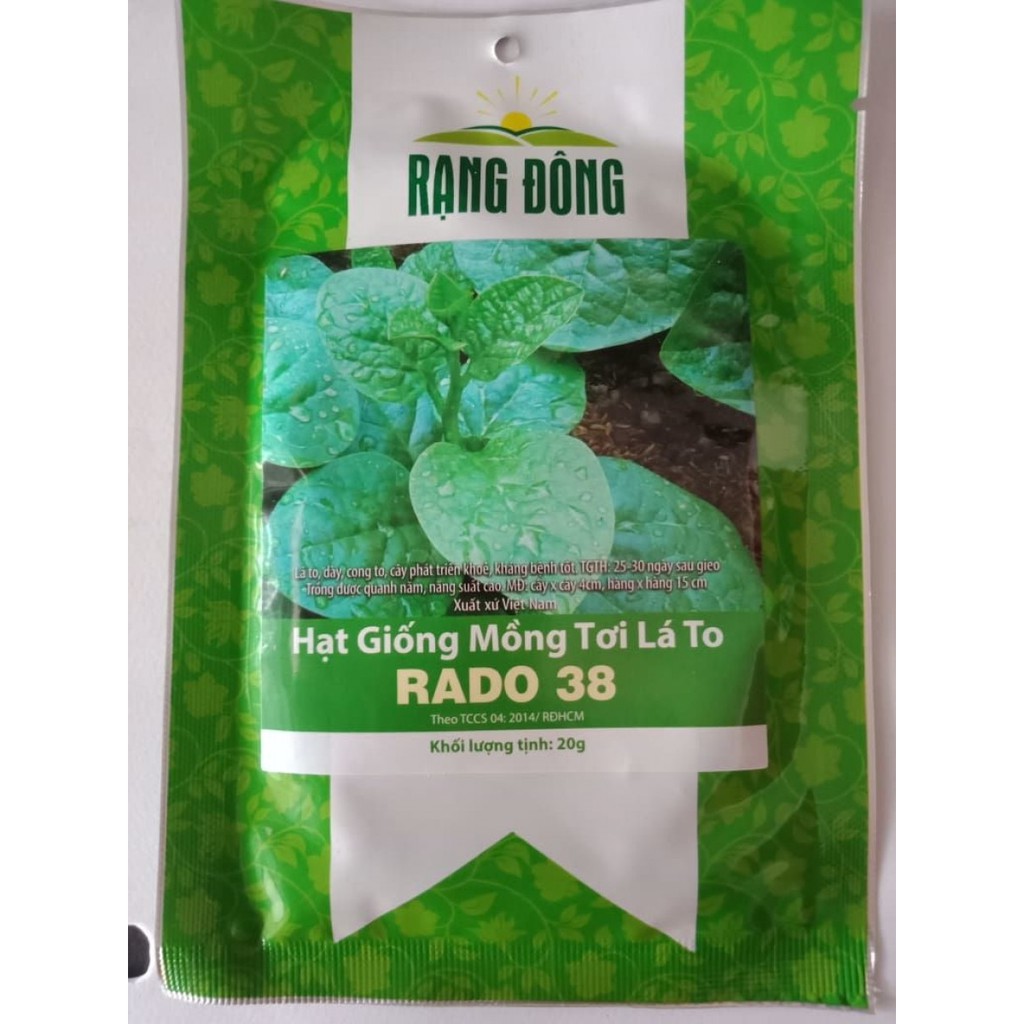 RẠNG ĐÔNG
Lá to, dày, cọng to, cây phát triển khoẻ, kháng bệnh tốt. TGTH: 25-30 ngày sau gieo
Trồng được quanh năm, năng suất cao. MĐ: cây x cây 4cm, hàng x hàng 15 cm
Xuất xứ Việt Nam
Hạt Giống Mồng Tơi Lá To
RADO 38
Theo TCCS 04: 2014/ RĐHCM
Khối lượng tịnh: 20g